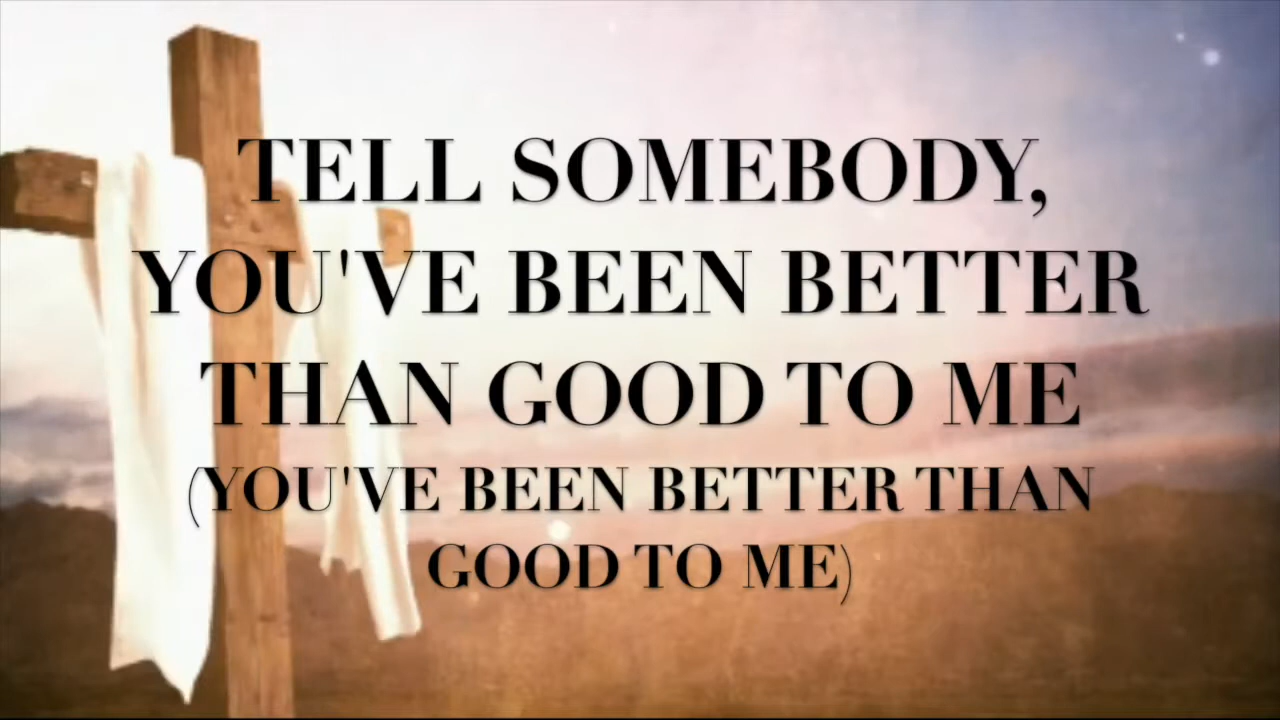 TELL SOMEBODY,
YOU'VE BEEN BETTER
THAN GOOD TO ME
(YOU'VE BEEN BETTER THAN
GOOD TO ME)